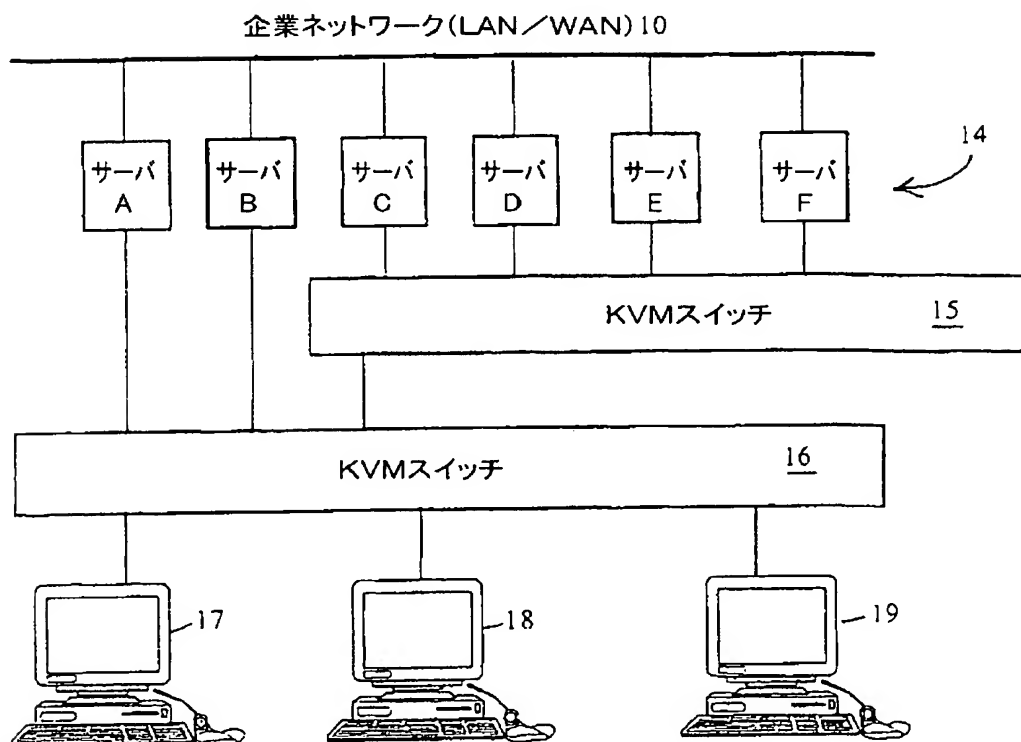 企業ネットワーク(LAN/WAN)10
サーバ
A
サーバ
B
サーバ
C
サーバ
D
サーバ
E
サーバ
F
14
KVMスイッチ 15
KVMスイッチ 16
17
18
19